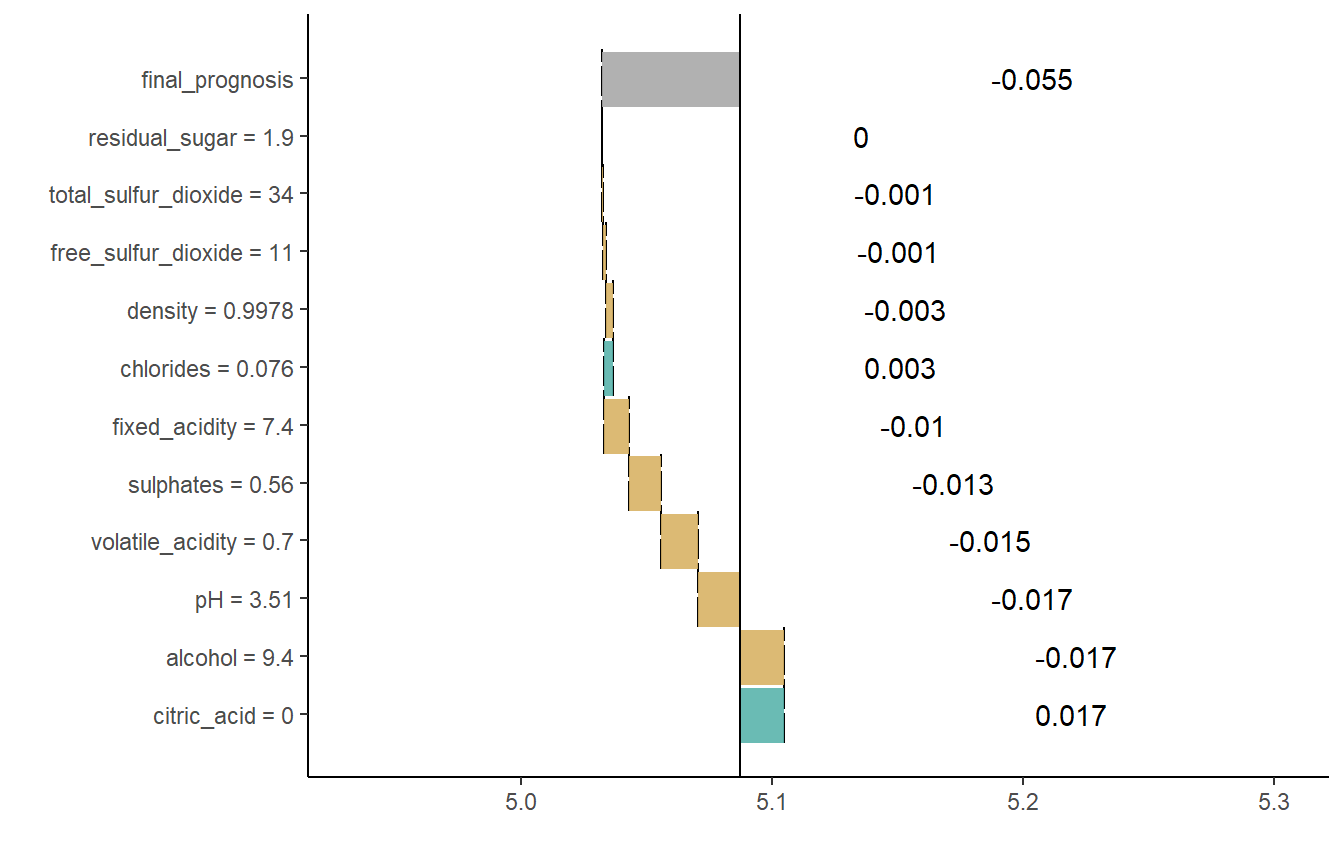 final_prognosis -0.055
residual_sugar = 1.9 0
total_sulfur_dioxide = 34 -0.001
free_sulfur_dioxide = 11 -0.001
density = 0.9978 -0.003
chlorides = 0.076 0.003
fixed_acidity = 7.4 -0.01
sulphates = 0.56 -0.013
volatile_acidity = 0.7 -0.015
pH = 3.51 -0.017
alcohol = 9.4 -0.017
citric_acid = 0 0.017
5.0 5.1 5.2 5.3